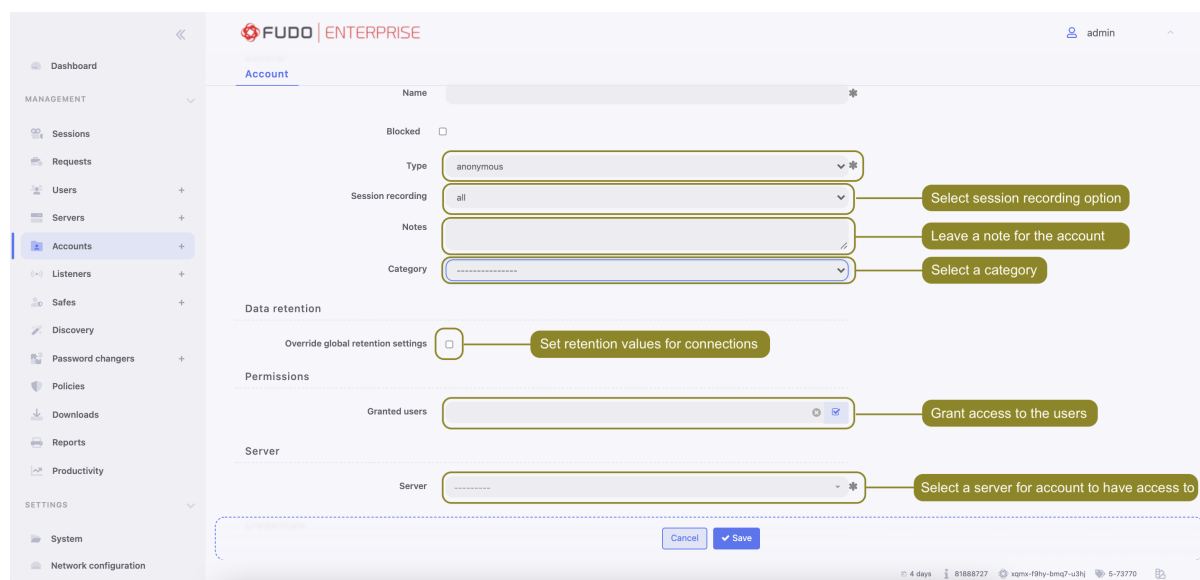 FUDO ENTERPRISE
admin
Dashboard
MANAGEMENT
Sessions
Requests
Users +
Servers +
Accounts +
Listeners +
Safes +
Discovery
Password changers +
Policies
Downloads
Reports
Productivity
SETTINGS
System
Network configuration
Account
Name
Blocked
Type anonymous
Session recording all Select session recording option
Notes Leave a note for the account
Category --------------- Select a category
Data retention
Override global retention settings Set retention values for connections
Permissions
Granted users Grant access to the users
Server
Server --------- Select a server for account to have access to
Cancel Save
4 days 81888727 xqmx-f9hy-bmq7-u3hj 5-73770